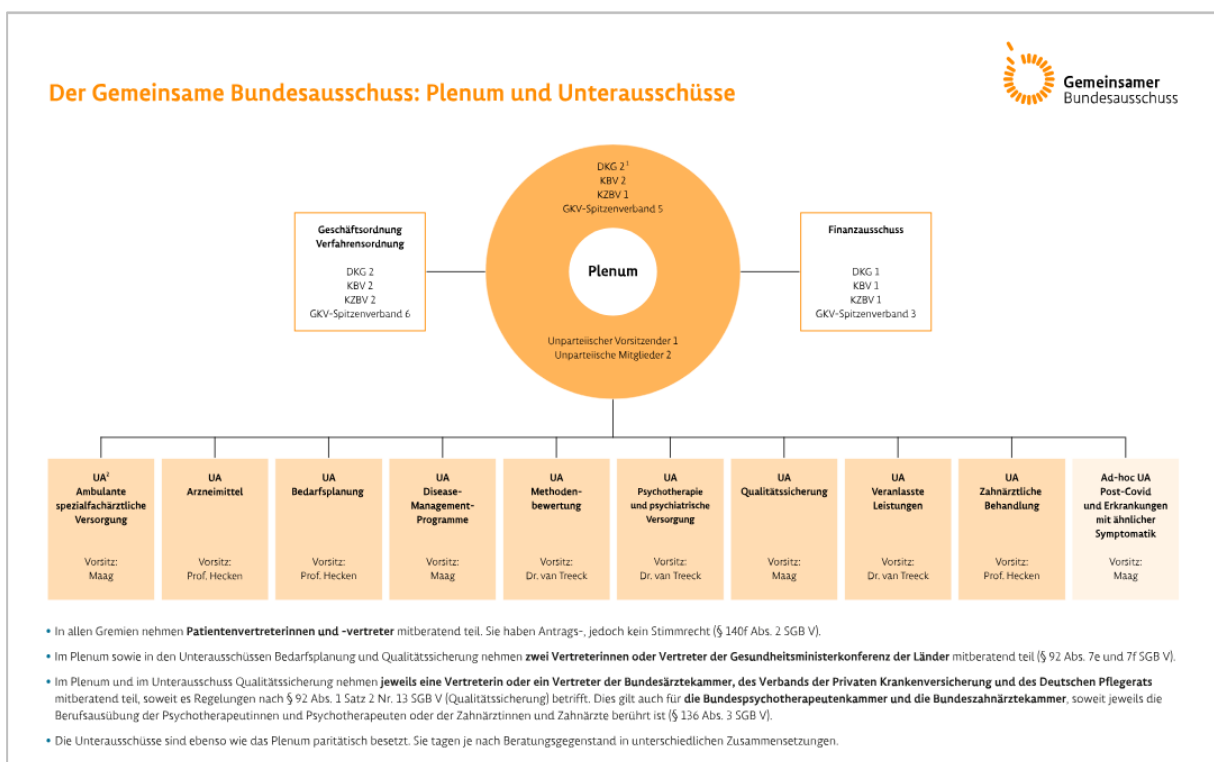 Der Gemeinsame Bundesausschuss: Plenum und Unterausschüsse
Gemeinsamer
Bundesausschuss
DKG 2¹
KBV 2
KZBV 1
GKV-Spitzenverband 5
Plenum
Unparteiischer Vorsitzender 1
Unparteiische Mitglieder 2
Geschäftsordnung
Verfahrensordnung
DKG 2
KBV 2
KZBV 2
GKV-Spitzenverband 6
Finanzausschuss
DKG 1
KBV 1
KZBV 1
GKV-Spitzenverband 3
UA²
Ambulante
spezialfachärztliche
Versorgung
Vorsitz:
Maag
UA
Arzneimittel
Vorsitz:
Prof. Hecken
UA
Bedarfsplanung
Vorsitz:
Prof. Hecken
UA
Disease-
Management-
Programme
Vorsitz:
Maag
UA
Methoden-
bewertung
Vorsitz:
Dr. van Treeck
UA
Psychotherapie
und psychiatrische
Versorgung
Vorsitz:
Dr. van Treeck
UA
Qualitätssicherung
Vorsitz:
Maag
UA
Veranlasste
Leistungen
Vorsitz:
Dr. van Treeck
UA
Zahnärztliche
Behandlung
Vorsitz:
Prof. Hecken
Ad-hoc UA
Post-Covid
und Erkrankungen
mit ähnlicher
Symptomatik
Vorsitz:
Maag
• In allen Gremien nehmen Patientenvertreterinnen und -vertreter mitberatend teil. Sie haben Antrags-, jedoch kein Stimmrecht (§ 140f Abs. 2 SGB V).
• Im Plenum sowie in den Unterausschüssen Bedarfsplanung und Qualitätssicherung nehmen zwei Vertreterinnen oder Vertreter der Gesundheitsministerkonferenz der Länder mitberatend teil (§ 92 Abs. 7e und 7f SGB V).
• Im Plenum und im Unterausschuss Qualitätssicherung nehmen jeweils eine Vertreterin oder ein Vertreter der Bundesärztekammer, des Verbands der Privaten Krankenversicherung und des Deutschen Pflegerats
mitberatend teil, soweit es Regelungen nach § 92 Abs. 1 Satz 2 Nr. 13 SGB V (Qualitätssicherung) betrifft. Dies gilt auch für die Bundespsychotherapeutenkammer und die Bundeszahnärztekammer, soweit jeweils die
Berufsausübung der Psychotherapeutinnen und Psychotherapeuten oder der Zahnärztinnen und Zahnärzte berührt ist (§ 136 Abs. 3 SGB V).
• Die Unterausschüsse sind ebenso wie das Plenum paritätisch besetzt. Sie tagen je nach Beratungsgegenstand in unterschiedlichen Zusammensetzungen.